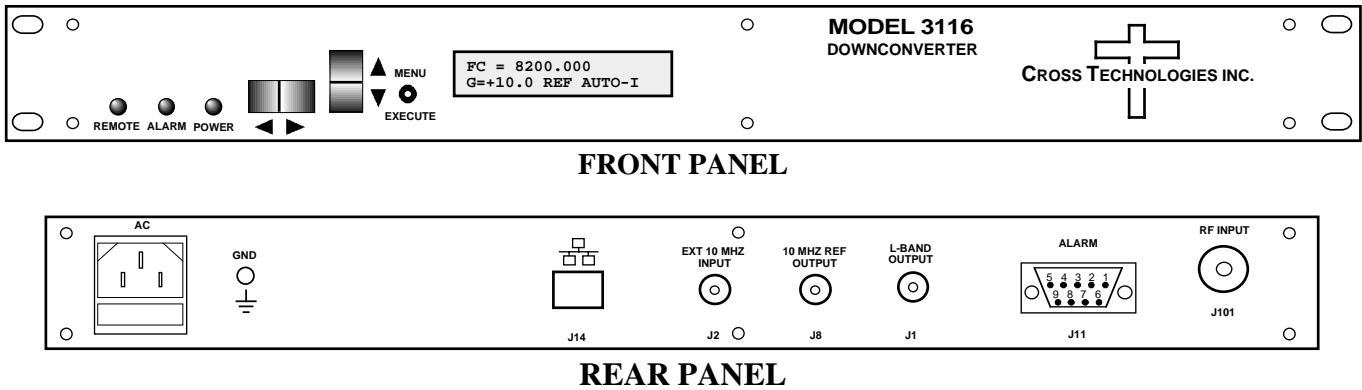 MODEL 3116
DOWNCONVERTER
CROSS TECHNOLOGIES INC.
FC = 8200.000
G=+10.0 REF AUTO-I
MENU
EXECUTE
REMOTE ALARM POWER
FRONT PANEL
AC
GND
J14
EXT 10 MHZ
INPUT
J2
10 MHZ REF
OUTPUT
J8
L-BAND
OUTPUT
J1
ALARM
5 4 3 2 1
9 8 7 6
J11
RF INPUT
J101
REAR PANEL